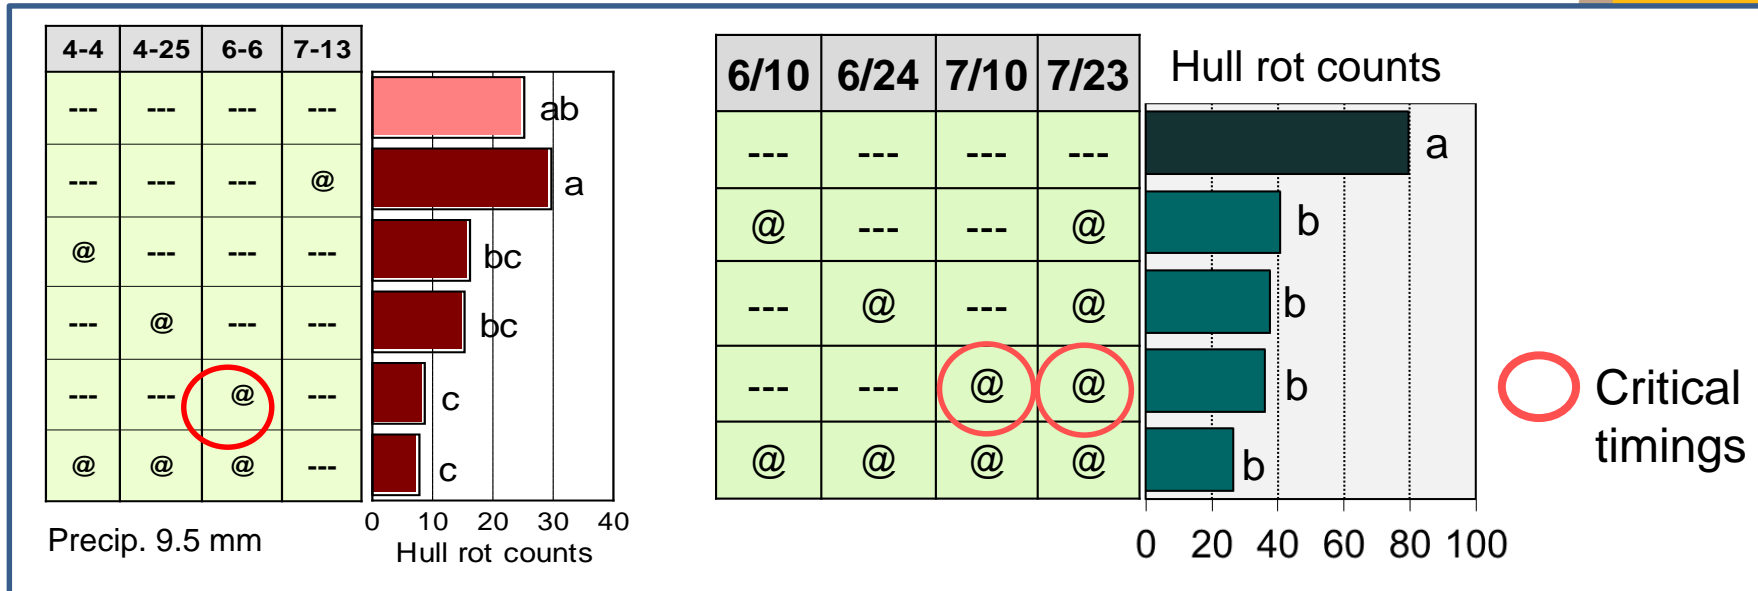 4-4 4-25 6-6 7-13
--- --- --- --- ab
--- --- --- @ a
@ --- --- --- bc
--- @ --- --- bc
--- --- @ --- c
@ @ @ --- c
0 10 20 30 40
Hull rot counts
Precip. 9.5 mm
6/10 6/24 7/10 7/23
Hull rot counts
--- --- --- --- a
@ --- --- @ b
--- @ --- @ b
--- --- @ @ b
@ @ @ @ b
0 20 40 60 80 100
Critical
timings